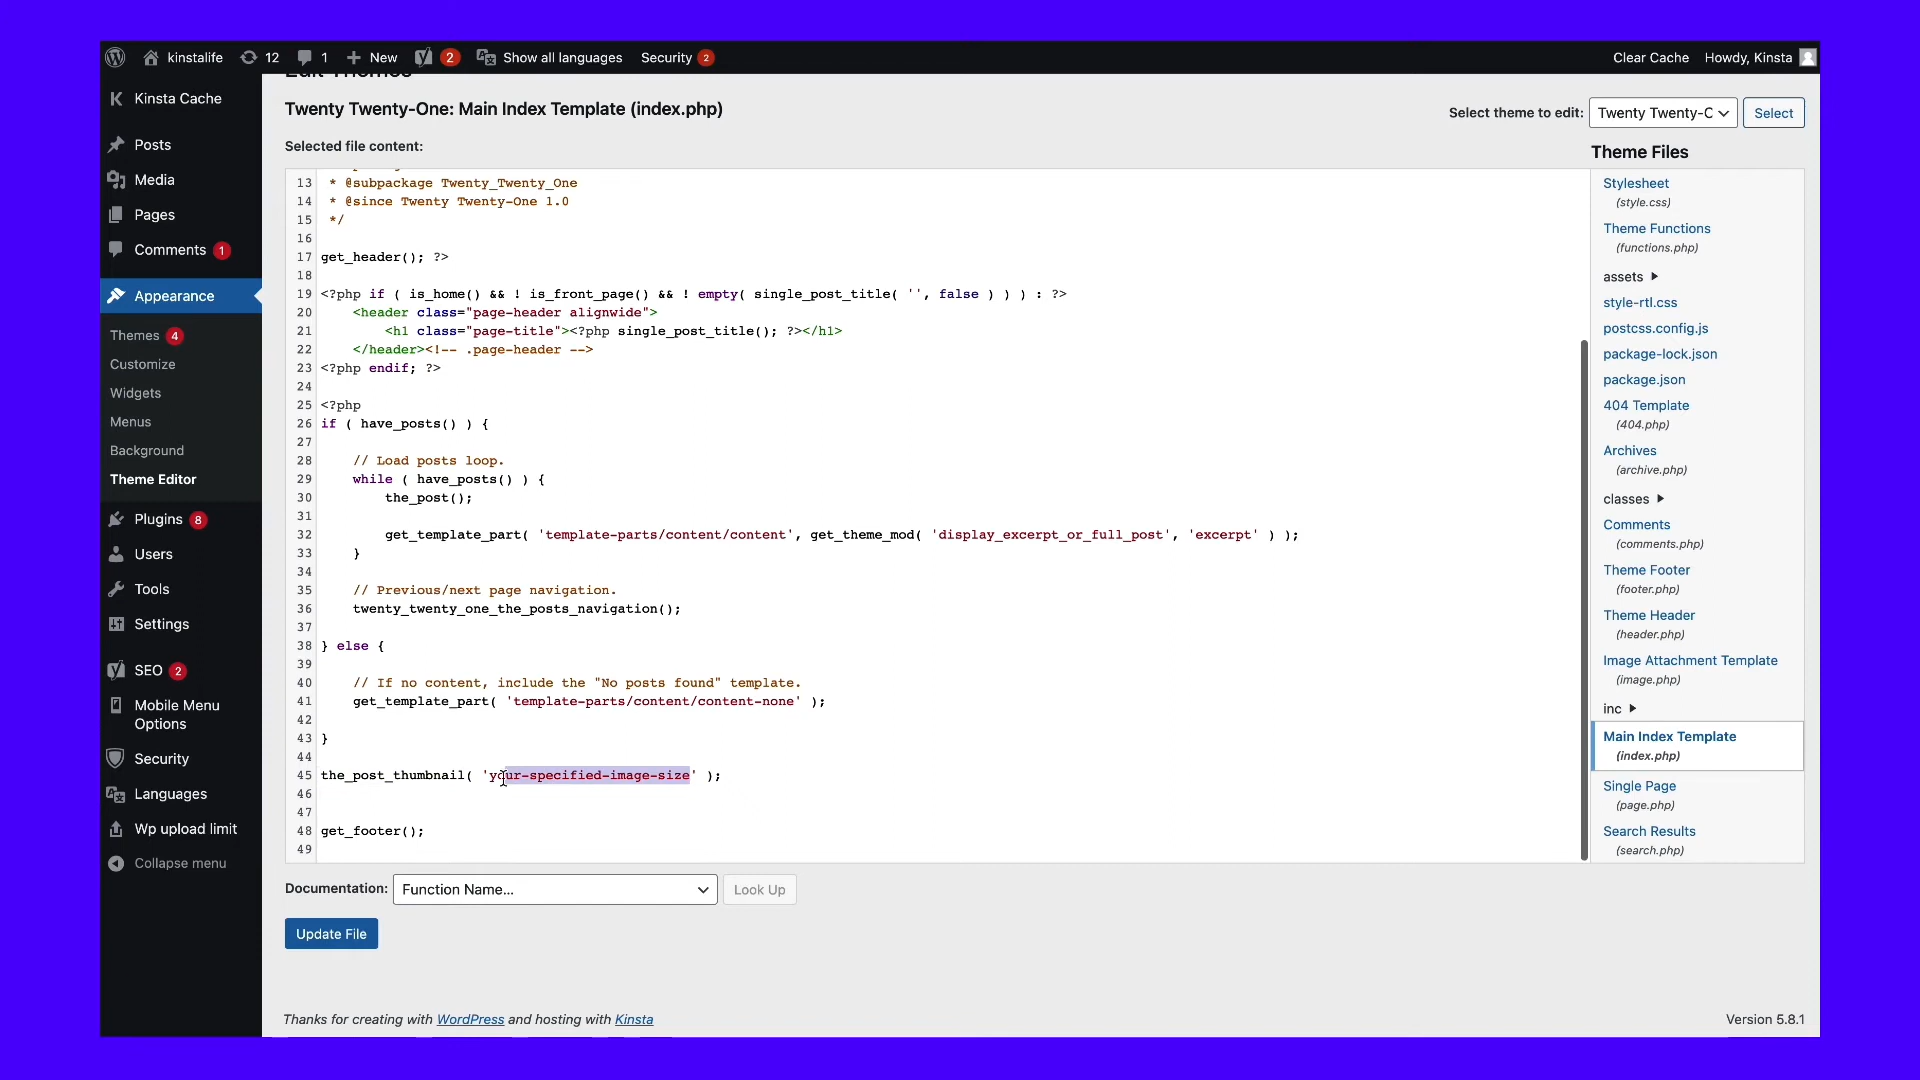 kinstalife 12 1 New 2 Show all languages Security 2 Clear Cache Howdy, Kinsta
Kinsta Cache
Posts
Media
Pages
Comments 1
Appearance
Themes 4
Customize
Widgets
Menus
Background
Theme Editor
Plugins 8
Users
Tools
Settings
SEO 2
Mobile Menu
Options
Security
Languages
Wp upload limit
Collapse menu
Edit Themes
Twenty Twenty-One: Main Index Template (index.php)
Select theme to edit: Twenty Twenty-O Select
Selected file content:
13 * @subpackage Twenty_Twenty_One
14 * @since Twenty Twenty-One 1.0
15 */
16
17 get_header(); ?>
18
19 <?php if ( is_home() && ! is_front_page() && ! empty( single_post_title( '', false ) ) ) : ?>
20 <header class="page-header alignwide">
21 <h1 class="page-title"><?php single_post_title(); ?></h1>
22 </header><!-- .page-header -->
23 <?php endif; ?>
24
25 <?php
26 if ( have_posts() ) {
27
28 // Load posts loop.
29 while ( have_posts() ) {
30 the_post();
31
32 get_template_part( 'template-parts/content/content', get_theme_mod( 'display_excerpt_or_full_post', 'excerpt' ) );
33 }
34
35 // Previous/next page navigation.
36 twenty_twenty_one_the_posts_navigation();
37
38 } else {
39
40 // If no content, include the "No posts found" template.
41 get_template_part( 'template-parts/content/content-none' );
42
43 }
44
45 the_post_thumbnail( 'your-specified-image-size' );
46
47
48 get_footer();
49
Theme Files
Stylesheet
(style.css)
Theme Functions
(functions.php)
assets
style-rtl.css
postcss.config.js
package-lock.json
package.json
404 Template
(404.php)
Archives
(archive.php)
classes
Comments
(comments.php)
Theme Footer
(footer.php)
Theme Header
(header.php)
Image Attachment Template
(image.php)
inc
Main Index Template
(index.php)
Single Page
(page.php)
Search Results
(search.php)
Documentation: Function Name... Look Up
Update File
Thanks for creating with WordPress and hosting with Kinsta
Version 5.8.1